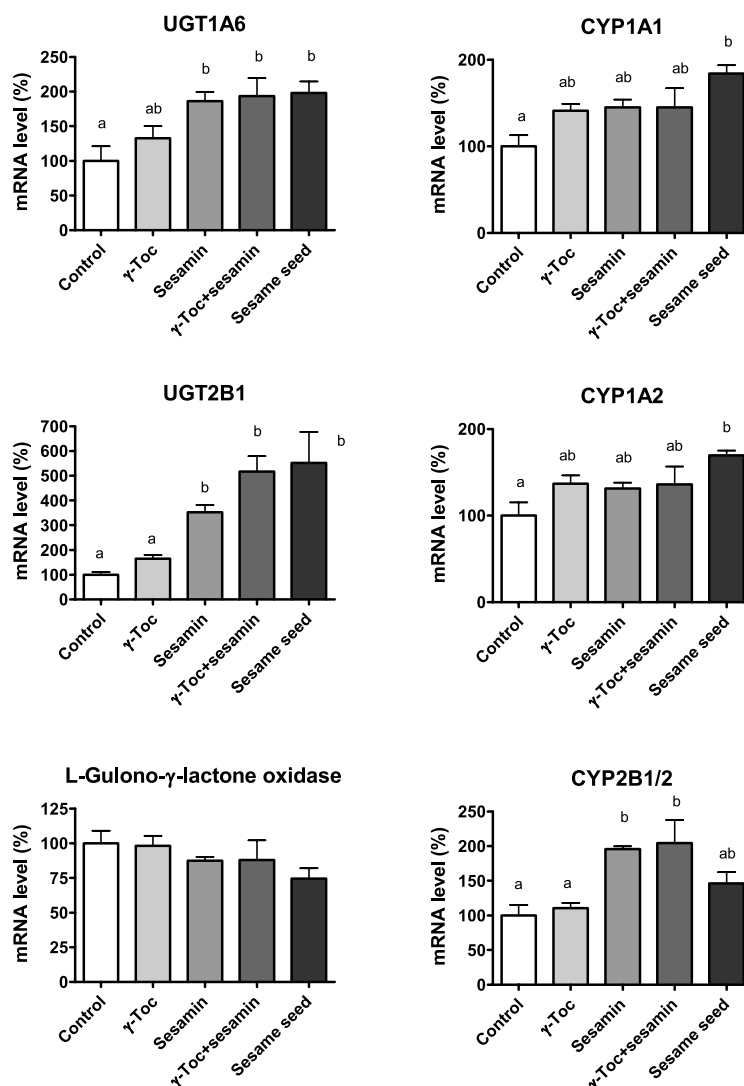 UGT1A6
mRNA level (%)
250
200
150
100
50
0
a
ab
b
b
b
Control
γ-Toc
Sesamin
γ-Toc+sesamin
Sesame seed
CYP1A1
mRNA level (%)
200
100
0
a
ab
ab
ab
b
Control
γ-Toc
Sesamin
γ-Toc+sesamin
Sesame seed
UGT2B1
mRNA level (%)
700
600
500
400
300
200
100
0
a
a
b
b
b
Control
γ-Toc
Sesamin
γ-Toc+sesamin
Sesame seed
CYP1A2
mRNA level (%)
200
100
0
a
ab
ab
ab
b
Control
γ-Toc
Sesamin
γ-Toc+sesamin
Sesame seed
L-Gulono-γ-lactone oxidase
mRNA level (%)
125
100
75
50
25
0
Control
γ-Toc
Sesamin
γ-Toc+sesamin
Sesame seed
CYP2B1/2
mRNA level (%)
250
200
150
100
50
0
a
a
b
b
ab
Control
γ-Toc
Sesamin
γ-Toc+sesamin
Sesame seed